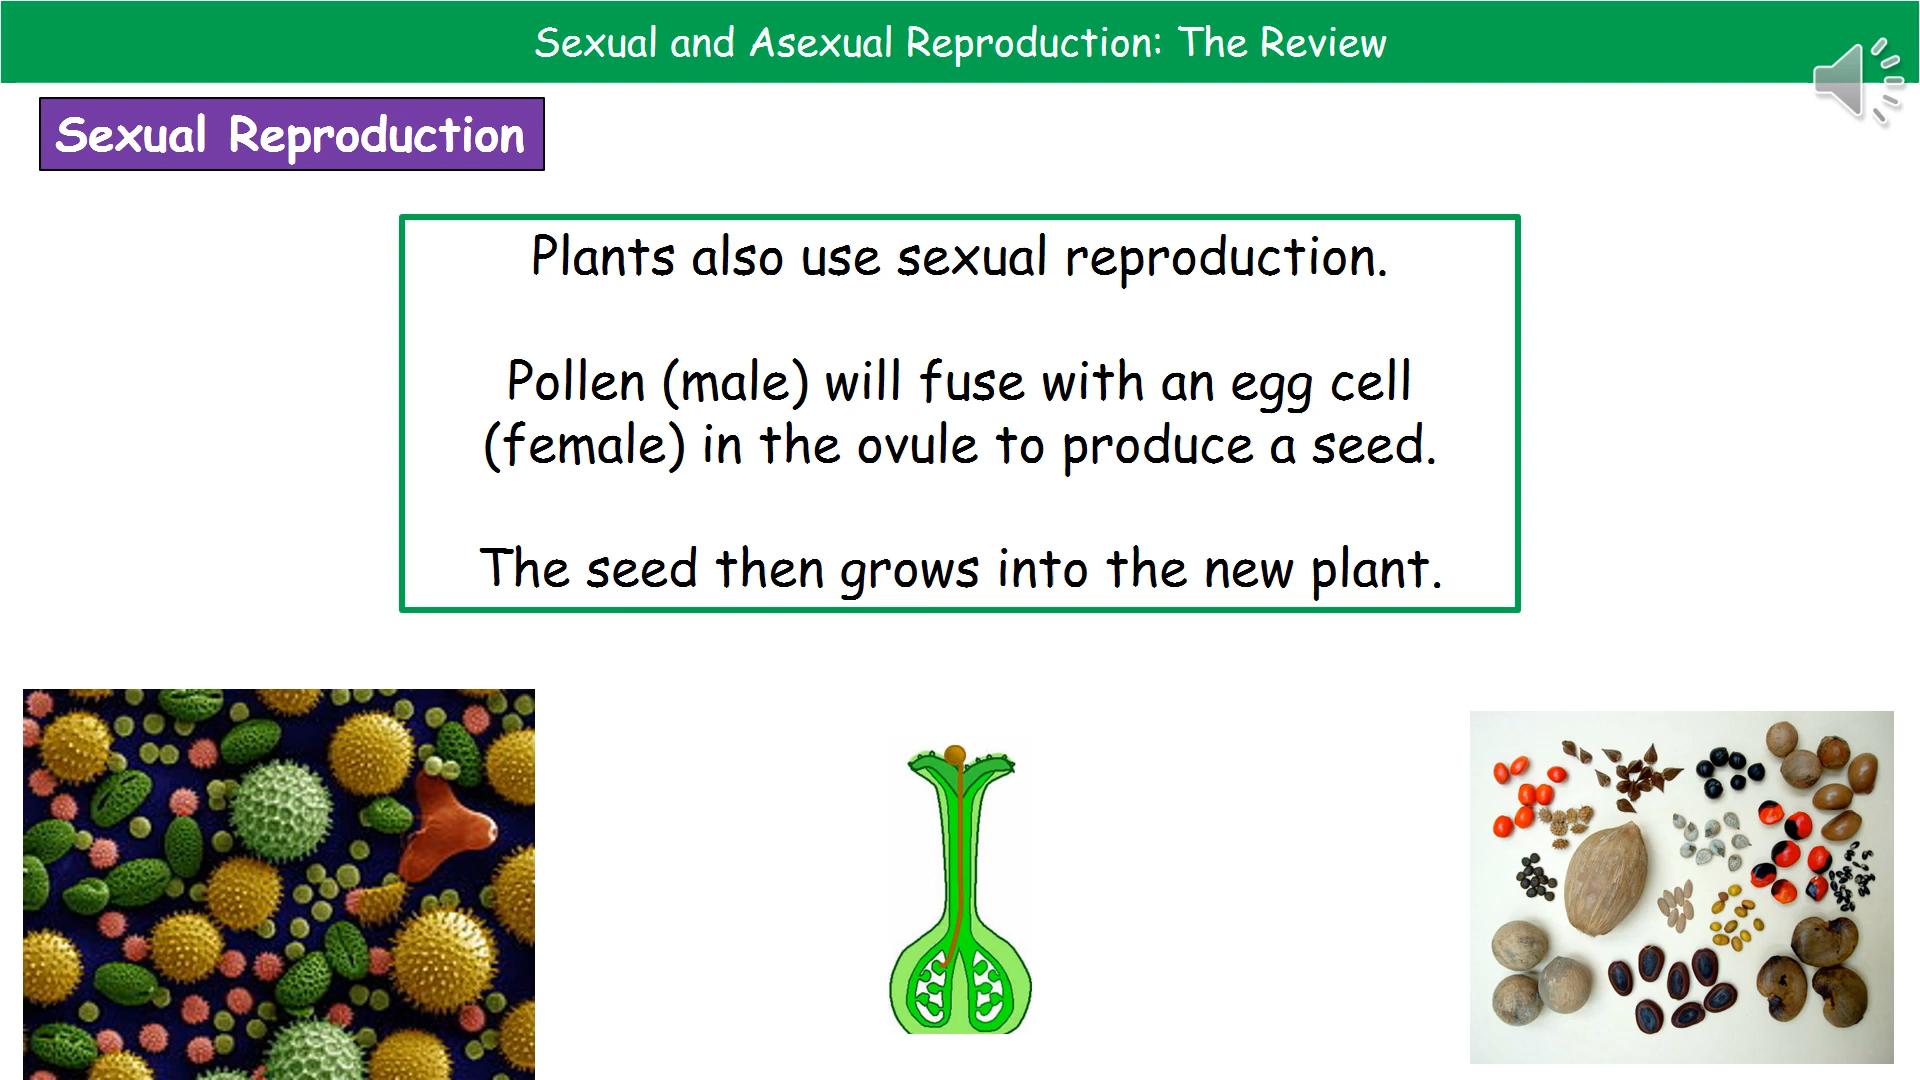 Sexual and Asexual Reproduction: The Review
Sexual Reproduction
Plants also use sexual reproduction.
Pollen (male) will fuse with an egg cell
(female) in the ovule to produce a seed.
The seed then grows into the new plant.